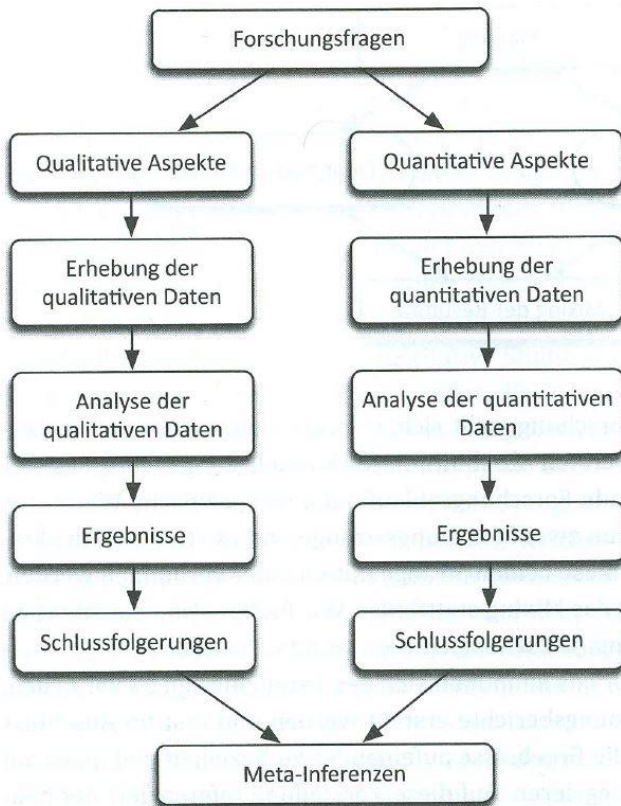 Forschungsfragen
Qualitative Aspekte
Quantitative Aspekte
Erhebung der
qualitativen Daten
Erhebung der
quantitativen Daten
Analyse der
qualitativen Daten
Analyse der quantitativen
Daten
Ergebnisse
Ergebnisse
Schlussfolgerungen
Schlussfolgerungen
Meta-Inferenzen